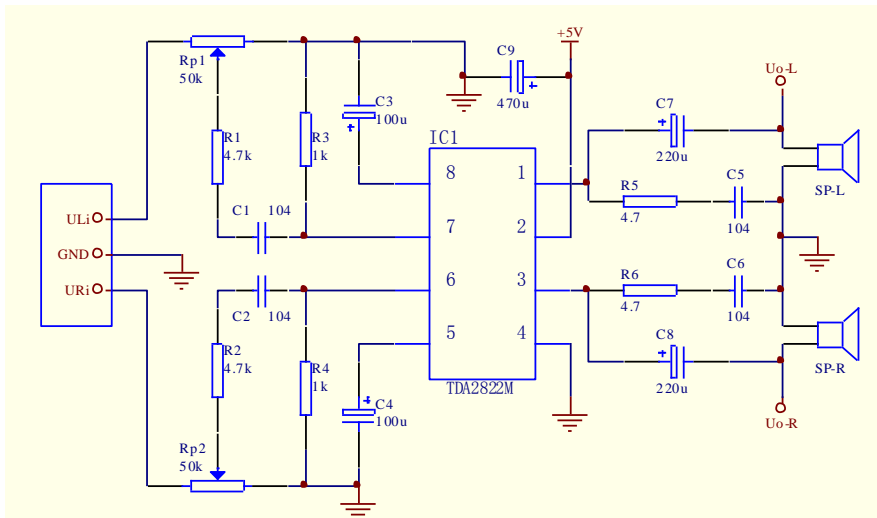 +5V
Rp1
50k
C9
470u
Uo-L
C3
100u
C7
220u
R1
4.7k
R3
1k
IC1
8
1
SP-L
R5
4.7
C5
104
ULi
C1
104
7
2
GND
URi
C2
104
6
3
R6
4.7
C6
104
R2
4.7k
R4
1k
5
4
C8
220u
SP-R
TDA2822M
C4
100u
Uo-R
Rp2
50k